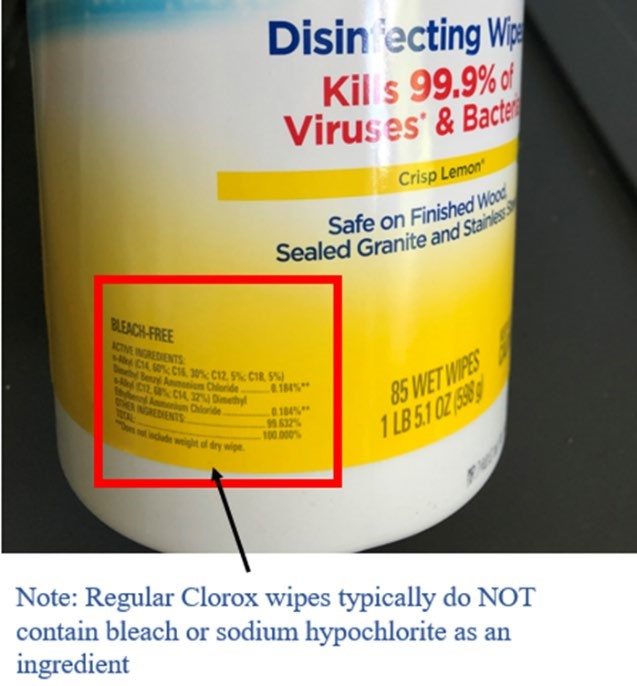 Disinfecting Wipes
Kills 99.9% of
Viruses* & Bacteria
Crisp Lemon®
Safe on Finished Wood,
Sealed Granite and Stainless
BLEACH-FREE
ACTIVE INGREDIENTS:
n-Alkyl (C14, 60%; C16, 30%; C12, 5%; C18, 5%)
Dimethyl Benzyl Ammonium Chloride ........ 0.184%**
n-Alkyl (C12, 68%; C14, 32%) Dimethyl
Ethylbenzyl Ammonium Chloride ........ 0.184%**
OTHER INGREDIENTS: ........ 99.632%
TOTAL: ........ 100.000%
**Does not include weight of dry wipe.
85 WET WIPES
1 LB 5.1 OZ (598 g)
Note: Regular Clorox wipes typically do NOT
contain bleach or sodium hypochlorite as an
ingredient